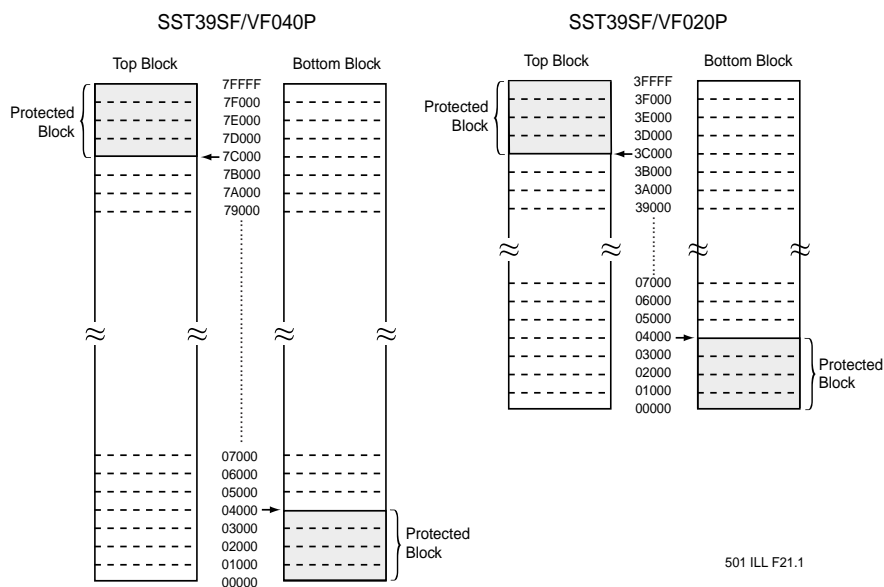 SST39SF/VF040P
Top Block
Bottom Block
Protected
Block
7FFFF
7F000
7E000
7D000
7C000
7B000
7A000
79000
07000
06000
05000
04000
03000
02000
01000
00000
Protected
Block
SST39SF/VF020P
Top Block
Bottom Block
Protected
Block
3FFFF
3F000
3E000
3D000
3C000
3B000
3A000
39000
07000
06000
05000
04000
03000
02000
01000
00000
Protected
Block
501 ILL F21.1